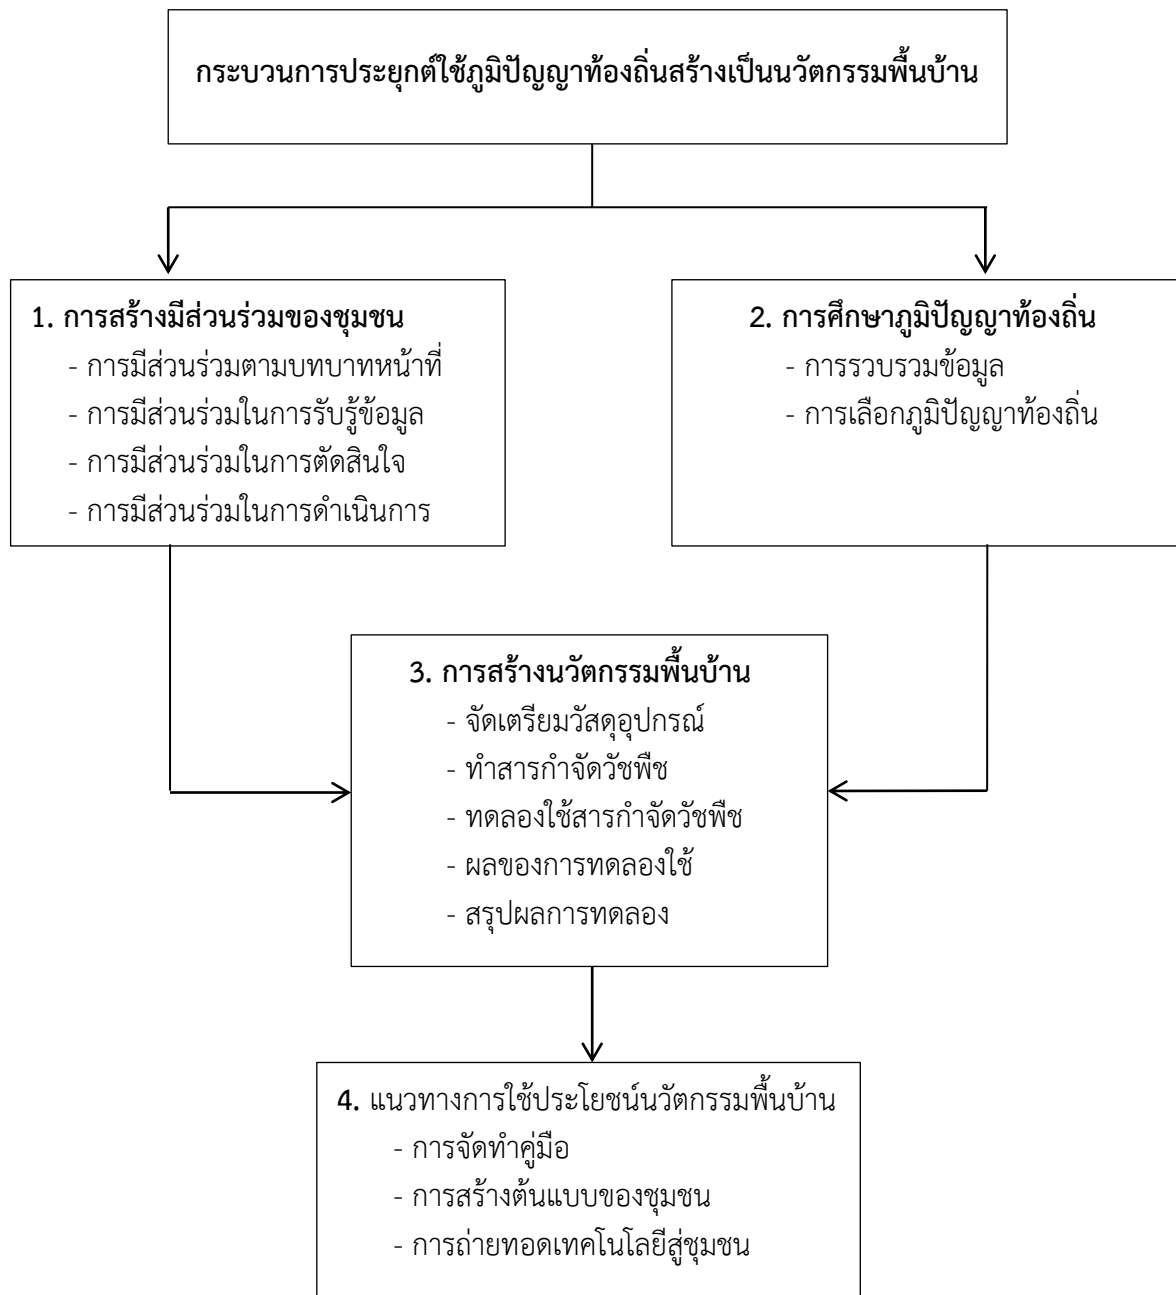 กระบวนการประยุกต์ใช้ภูมิปัญญาท้องถิ่นสร้างเป็นนวัตกรรมพื้นบ้าน
1. การสร้างมีส่วนร่วมของชุมชน
- การมีส่วนร่วมตามบทบาทหน้าที่
- การมีส่วนร่วมในการรับรู้ข้อมูล
- การมีส่วนร่วมในการตัดสินใจ
- การมีส่วนร่วมในการดำเนินการ
2. การศึกษาภูมิปัญญาท้องถิ่น
- การรวบรวมข้อมูล
- การเลือกภูมิปัญญาท้องถิ่น
3. การสร้างนวัตกรรมพื้นบ้าน
- จัดเตรียมวัสดุอุปกรณ์
- ทำสารกำจัดวัชพืช
- ทดลองใช้สารกำจัดวัชพืช
- ผลของการทดลองใช้
- สรุปผลการทดลอง
4. แนวทางการใช้ประโยชน์นวัตกรรมพื้นบ้าน
- การจัดทำคู่มือ
- การสร้างต้นแบบของชุมชน
- การถ่ายทอดเทคโนโลยีสู่ชุมชน